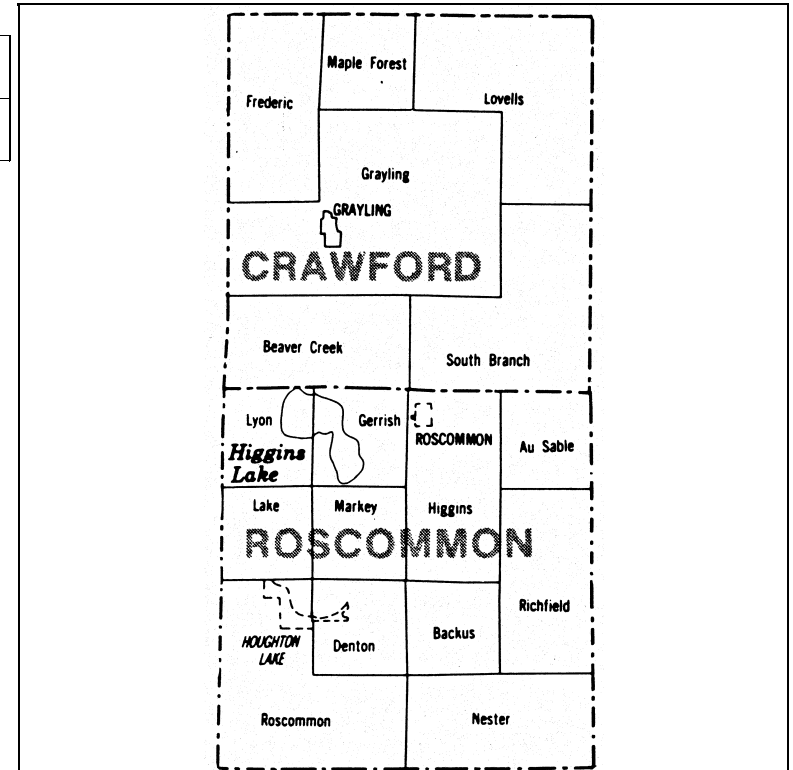 Maple Forest
Frederic
Lovells
Grayling
GRAYLING
CRAWFORD
Beaver Creek
South Branch
Lyon
Gerrish
ROSCOMMON
Au Sable
Higgins
Lake
Lake
Markey
Higgins
ROSCOMMON
Richfield
HOUGHTON
LAKE
Denton
Backus
Roscommon
Nester